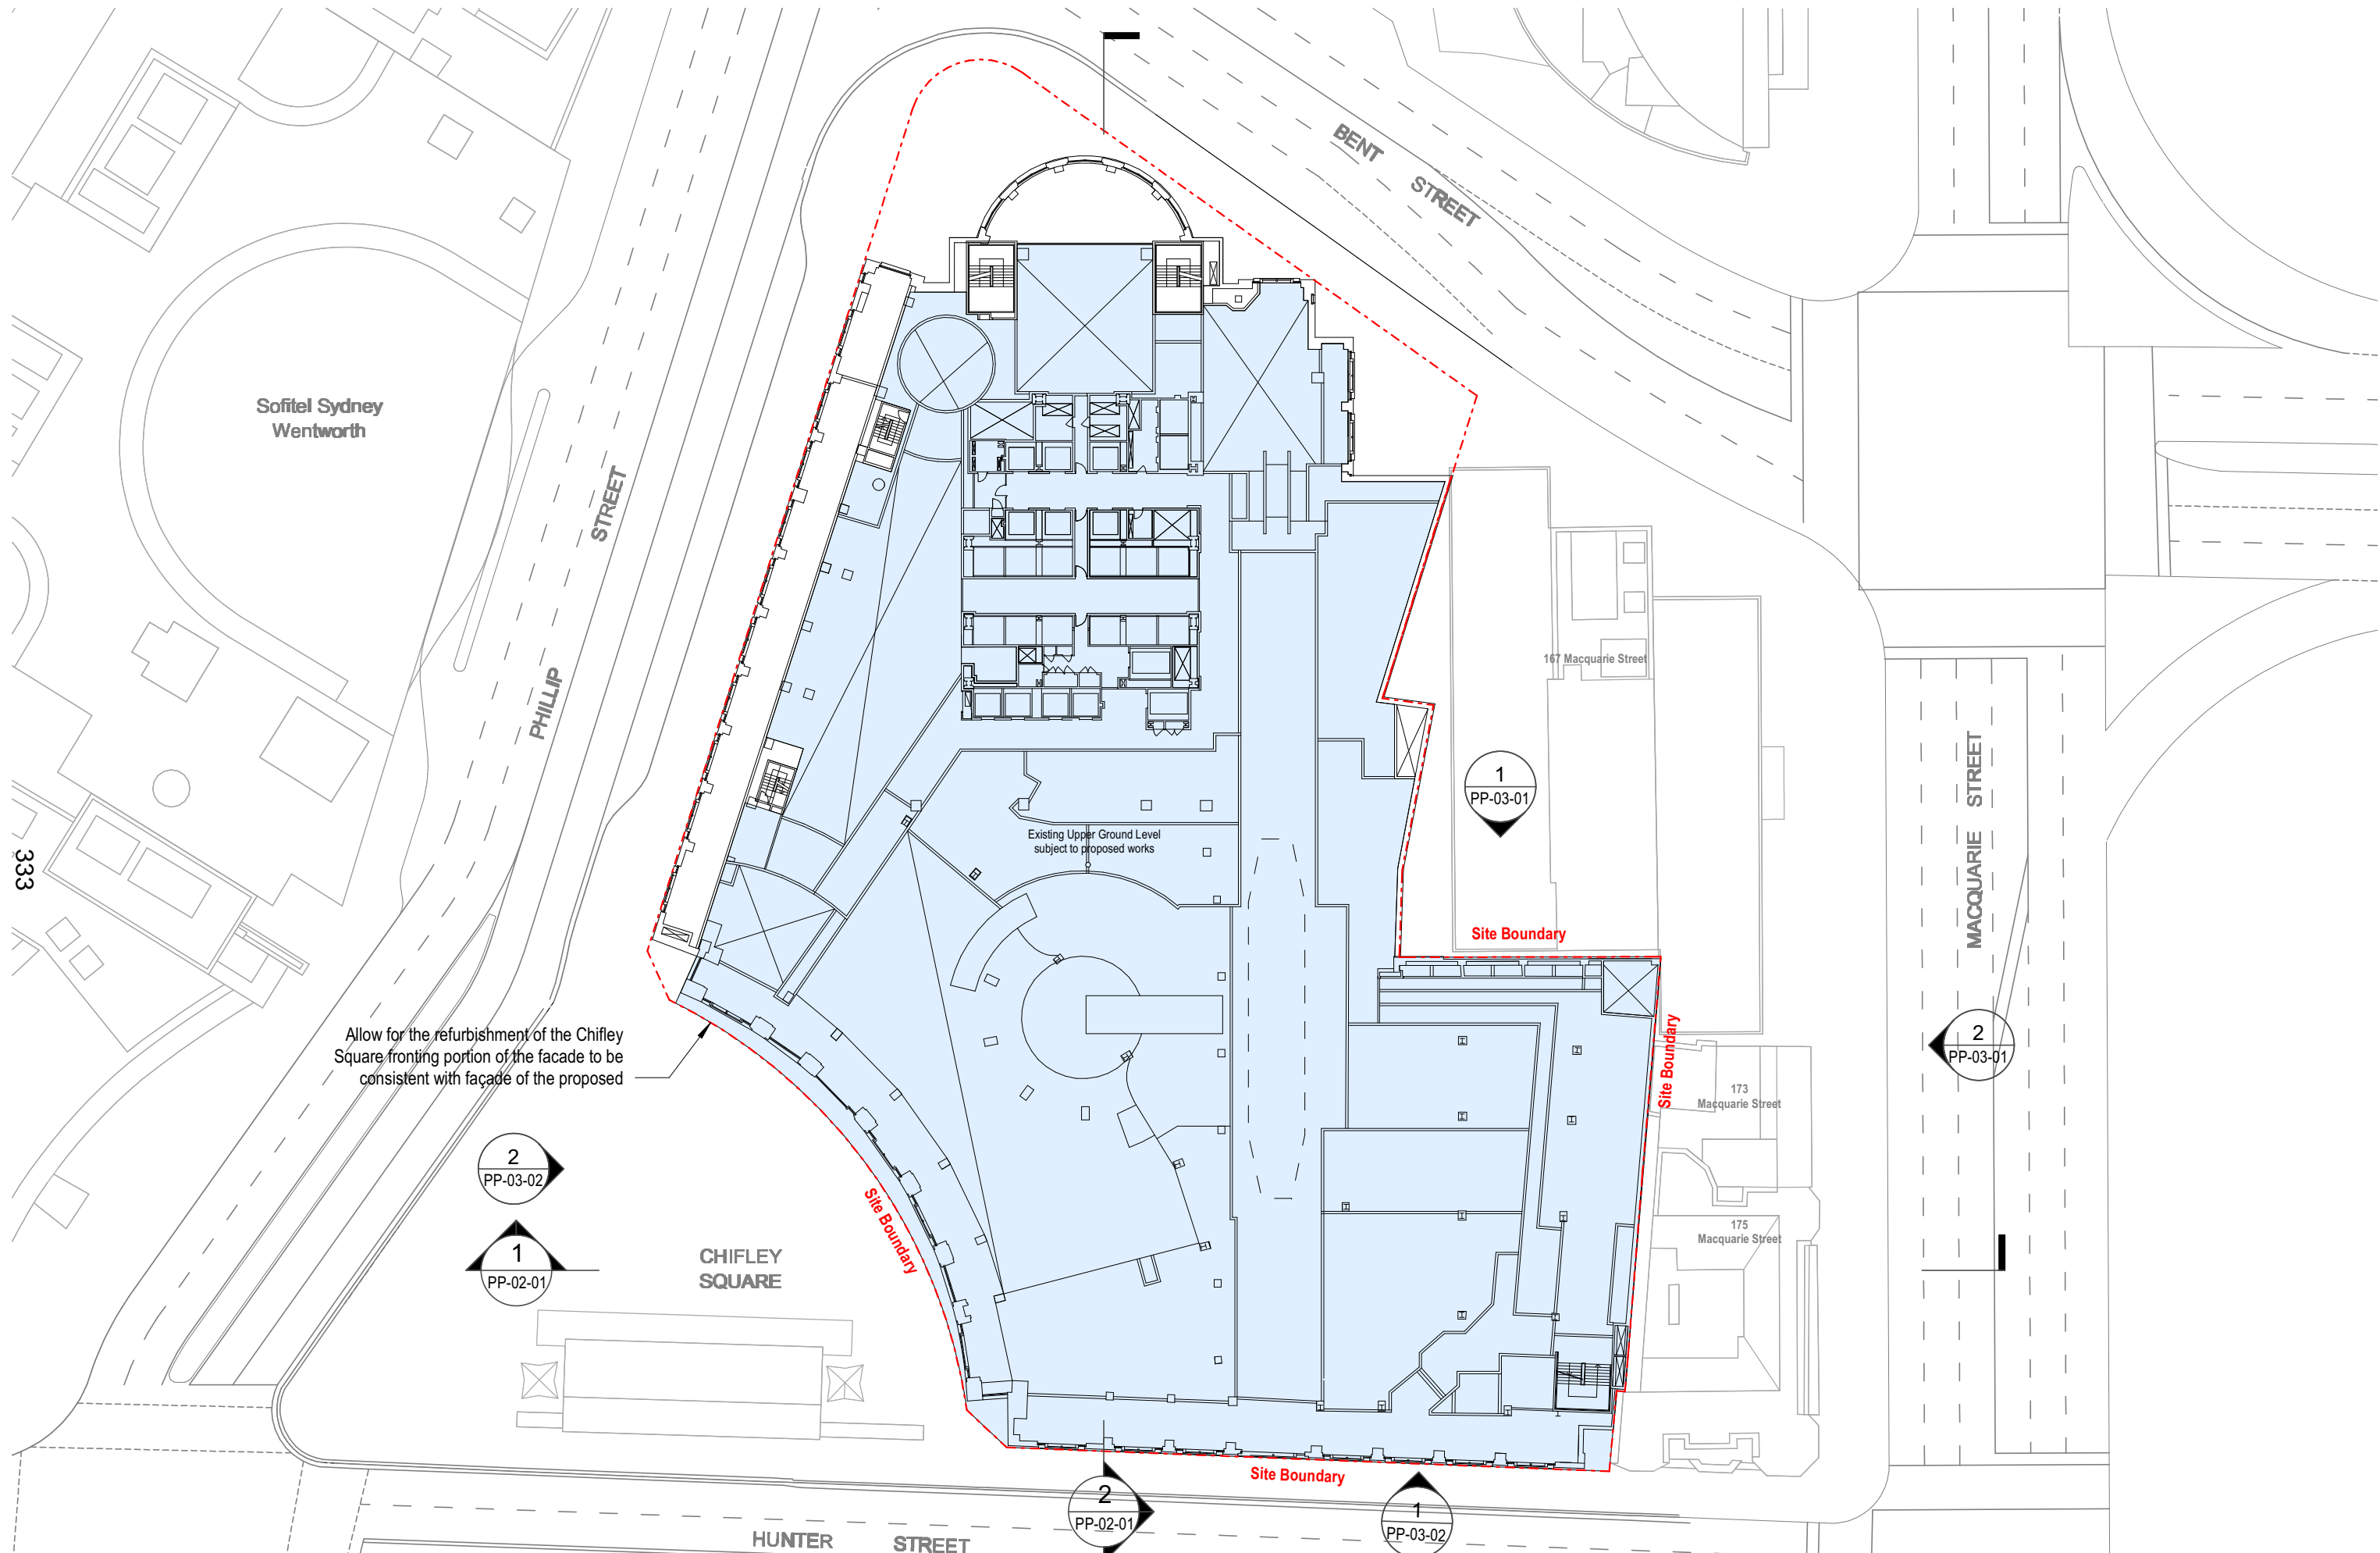 BENT
STREET
Sofitel Sydney
Wentworth
STREET
PHILLIP
167 Macquarie Street
MACQUARIE STREET
1
PP-03-01
Existing Upper Ground Level
subject to proposed works
333
Site Boundary
Site Boundary
2
PP-03-01
Allow for the refurbishment of the Chifley
Square fronting portion of the facade to be
consistent with façade of the proposed
173
Macquarie Street
2
PP-03-02
Site Boundary
175
Macquarie Street
1
PP-02-01
CHIFLEY
SQUARE
Site Boundary
2
PP-02-01
1
PP-03-02
HUNTER STREET